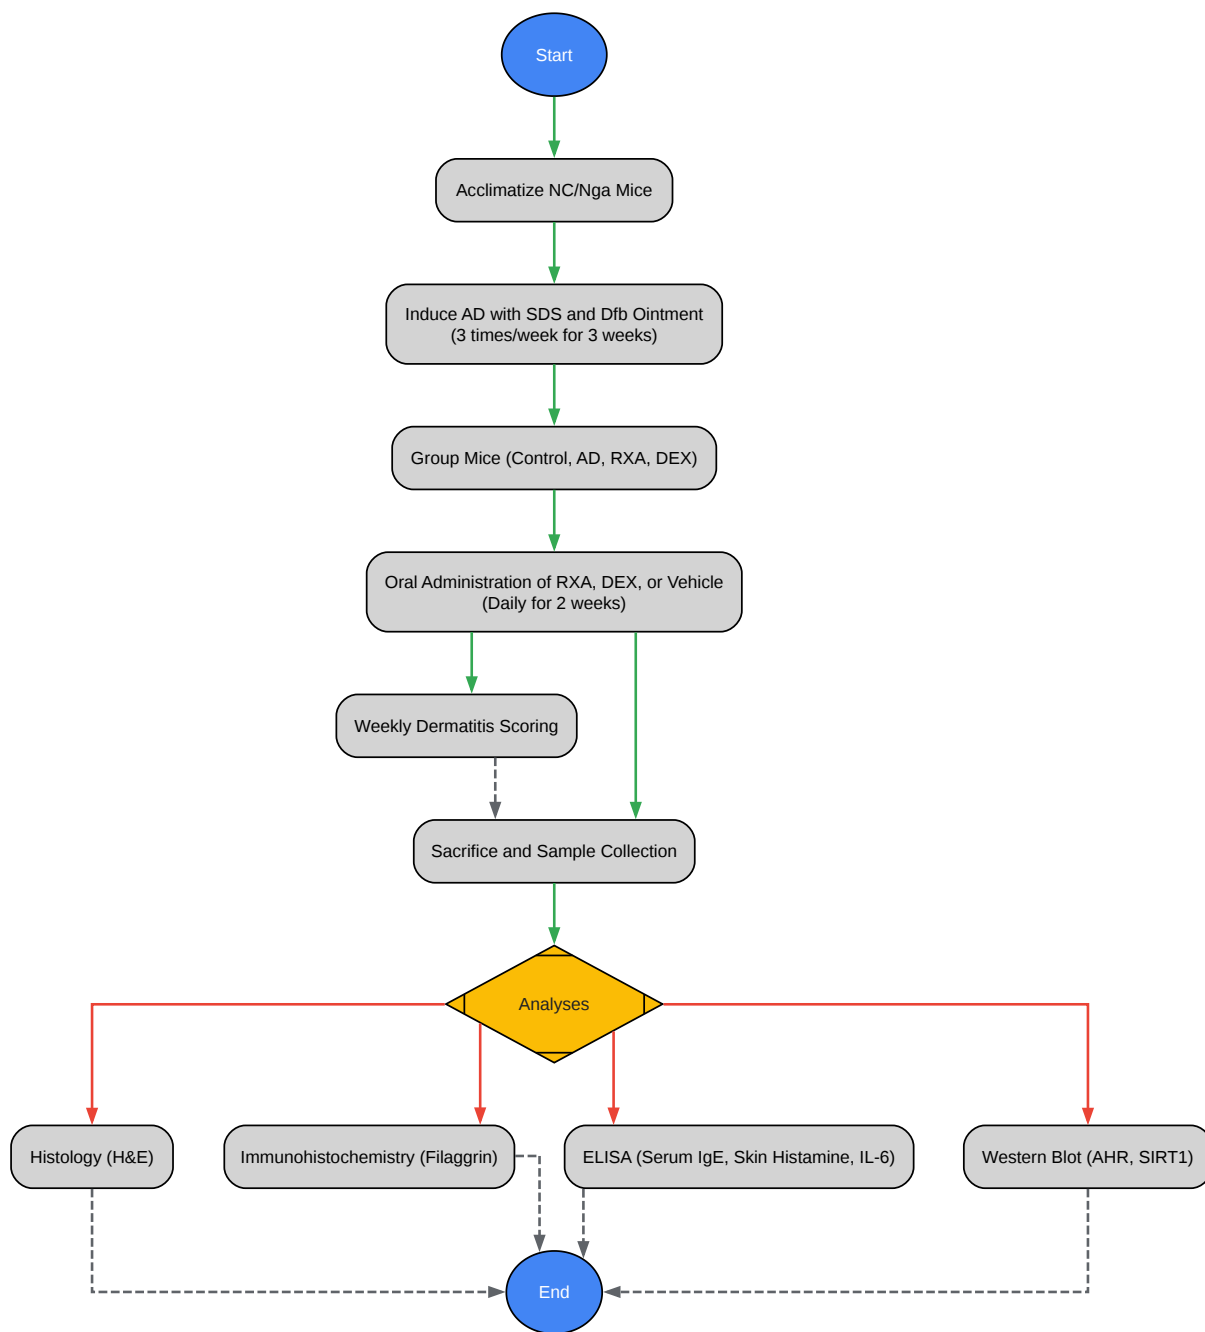 Start
Acclimatize NC/Nga Mice
Induce AD with SDS and Dfb Ointment
(3 times/week for 3 weeks)
Group Mice (Control, AD, RXA, DEX)
Oral Administration of RXA, DEX, or Vehicle
(Daily for 2 weeks)
Weekly Dermatitis Scoring
Sacrifice and Sample Collection
Analyses
Histology (H&E)
Immunohistochemistry (Filaggrin)
ELISA (Serum IgE, Skin Histamine, IL-6)
Western Blot (AHR, SIRT1)
End